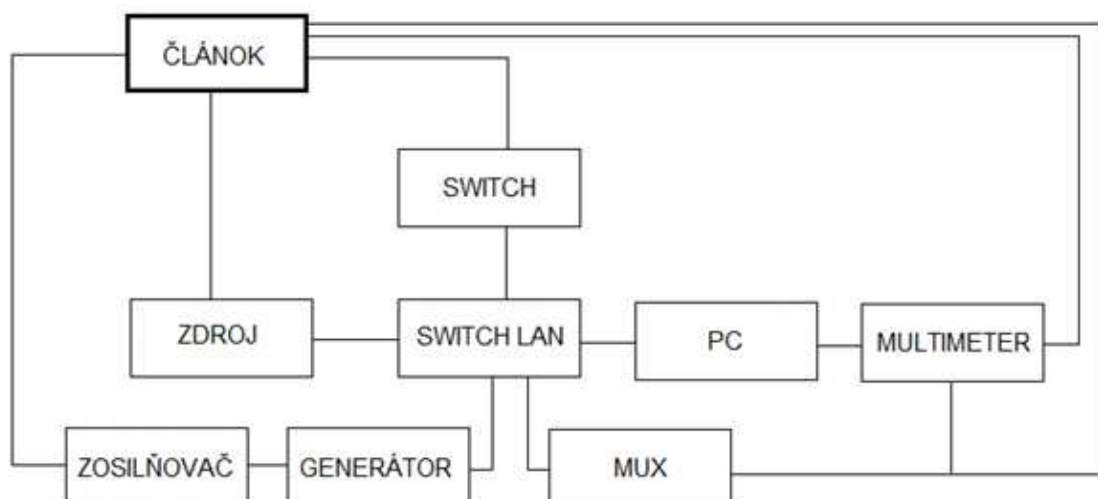 ČLÁNOK
SWITCH
ZDROJ
SWITCH LAN
PC
MULTIMETER
ZOSILŇOVAČ
GENERÁTOR
MUX